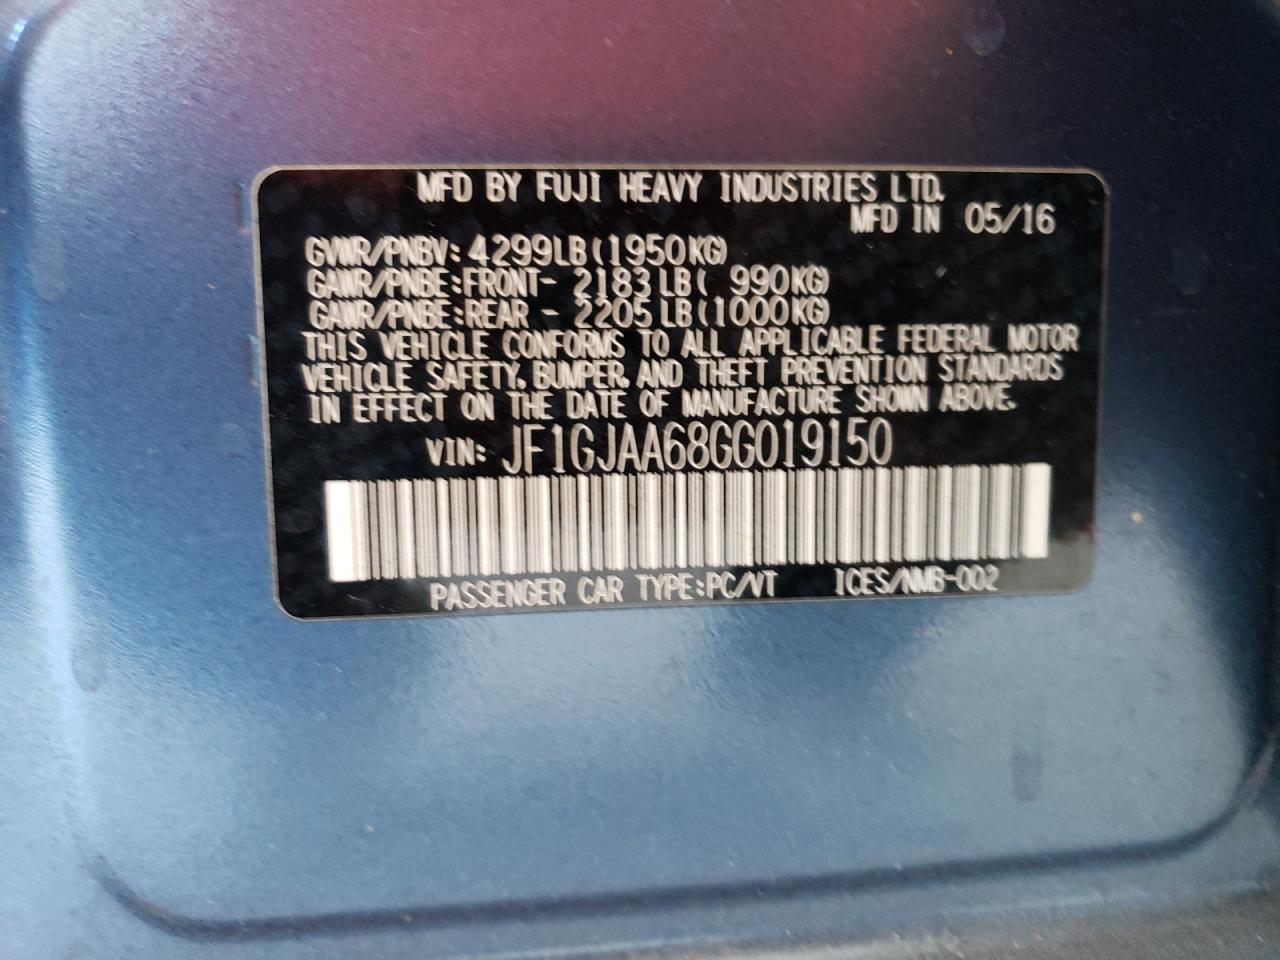 MFD BY FUJI HEAVY INDUSTRIES LTD.
MFD IN 05/16
GVWR/PNBV: 4299LB(1950KG)
GAWR/PNBE:FRONT- 2183LB( 990KG)
GAWR/PNBE:REAR - 2205LB(1000KG)
THIS VEHICLE CONFORMS TO ALL APPLICABLE FEDERAL MOTOR
VEHICLE SAFETY, BUMPER, AND THEFT PREVENTION STANDARDS
IN EFFECT ON THE DATE OF MANUFACTURE SHOWN ABOVE.
VIN: JF1GJAA68GG019150
PASSENGER CAR TYPE:PC/VT ICES/NMB-002